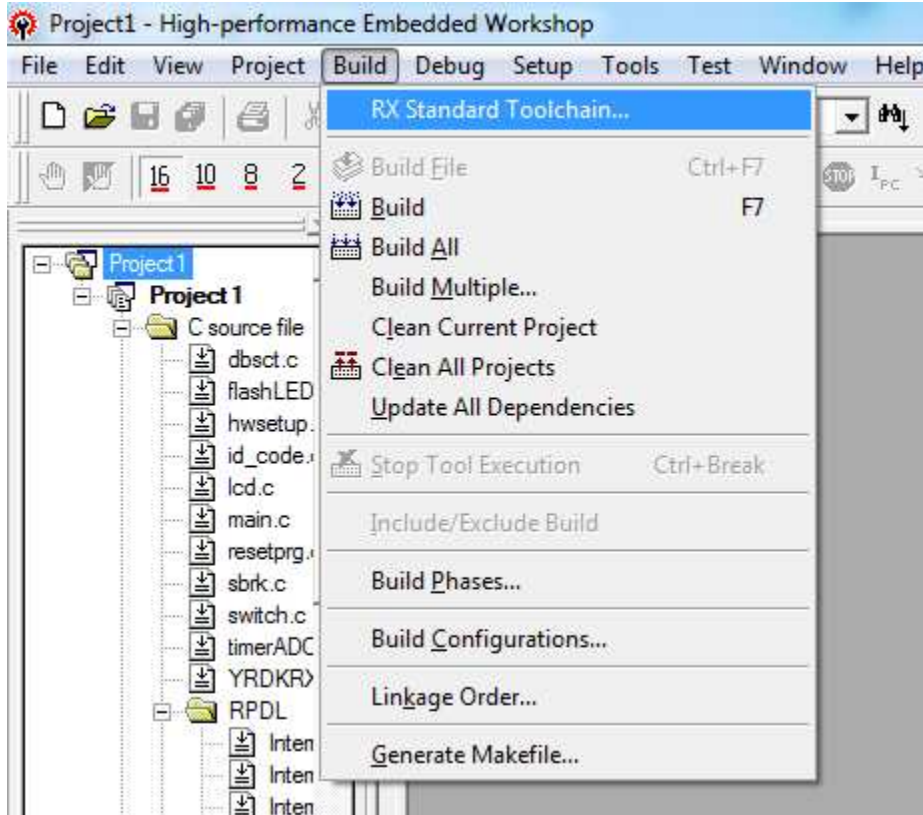 Project1 - High-performance Embedded Workshop
File Edit View Project Build Debug Setup Tools Test Window Help
16 10 8 2
STOP
PC
RX Standard Toolchain...
Build File Ctrl+F7
Build F7
Build All
Build Multiple...
Clean Current Project
Clean All Projects
Update All Dependencies
Stop Tool Execution Ctrl+Break
Include/Exclude Build
Build Phases...
Build Configurations...
Linkage Order...
Generate Makefile...
Project1
Project 1
C source file
dbsct.c
flashLED
hwsetup.
id_code.
lcd.c
main.c
resetprg.
sbrk.c
switch.c
timerADC
YRDKRX
RPDL
Inten
Inten
Inten